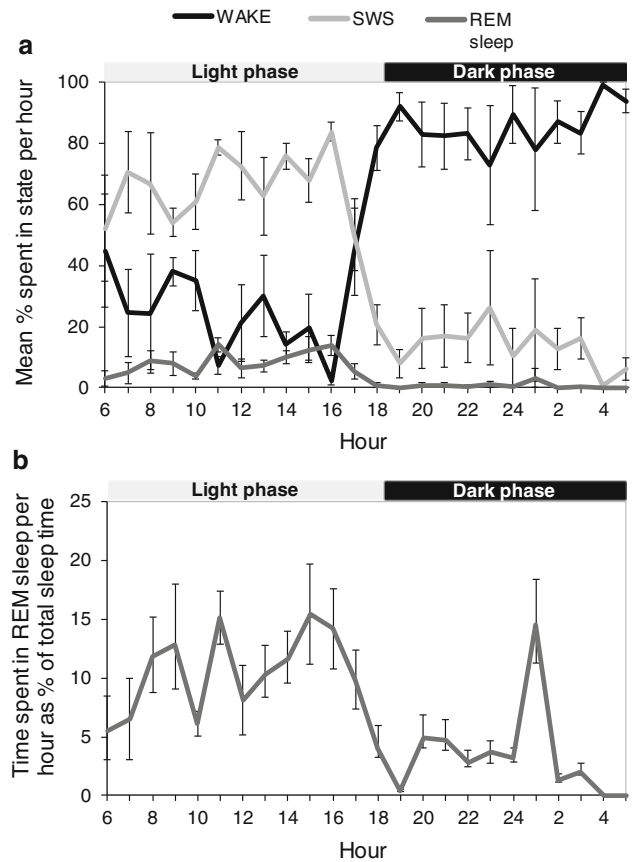 WAKE SWS REM
sleep
a
Light phase Dark phase
Mean % spent in state per hour
100
80
60
40
20
0
6 8 10 12 14 16 18 20 22 24 2 4
Hour
b
Light phase Dark phase
Time spent in REM sleep per
hour as % of total sleep time
25
20
15
10
5
0
6 8 10 12 14 16 18 20 22 24 2 4
Hour